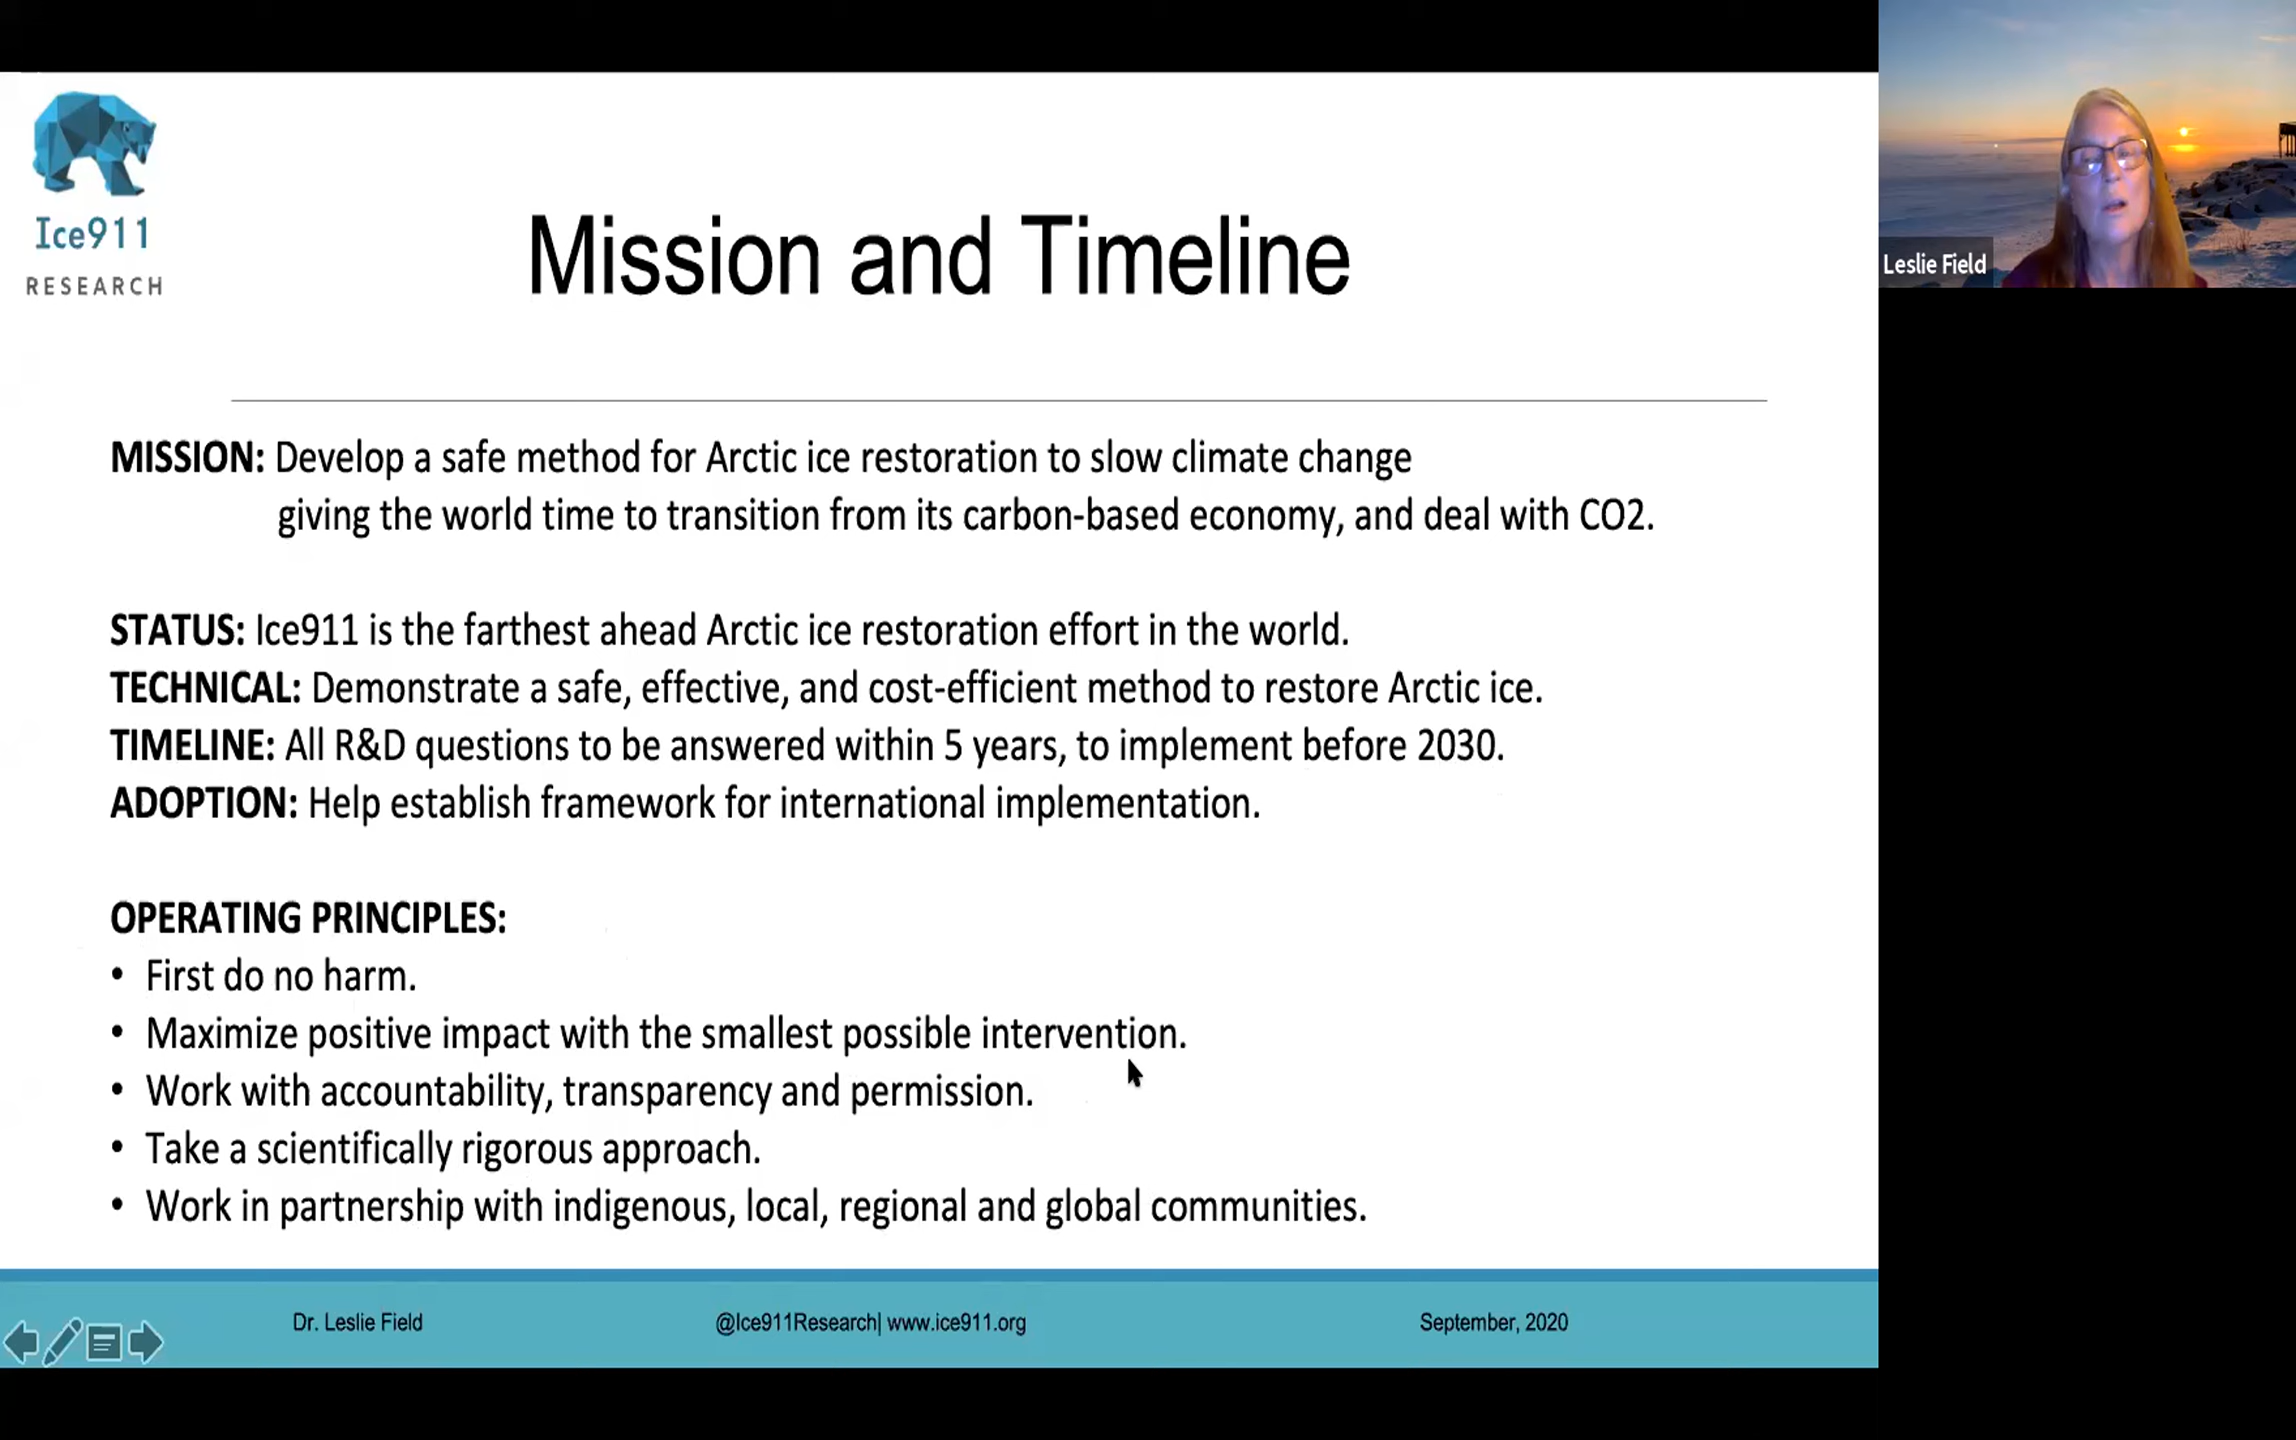 Ice911
RESEARCH
Mission and Timeline
Leslie Field
MISSION: Develop a safe method for Arctic ice restoration to slow climate change
giving the world time to transition from its carbon-based economy, and deal with CO2.
STATUS: Ice911 is the farthest ahead Arctic ice restoration effort in the world.
TECHNICAL: Demonstrate a safe, effective, and cost-efficient method to restore Arctic ice.
TIMELINE: All R&D questions to be answered within 5 years, to implement before 2030.
ADOPTION: Help establish framework for international implementation.
OPERATING PRINCIPLES:
• First do no harm.
• Maximize positive impact with the smallest possible intervention.
• Work with accountability, transparency and permission.
• Take a scientifically rigorous approach.
• Work in partnership with indigenous, local, regional and global communities.
Dr. Leslie Field @Ice911Research| www.ice911.org September, 2020